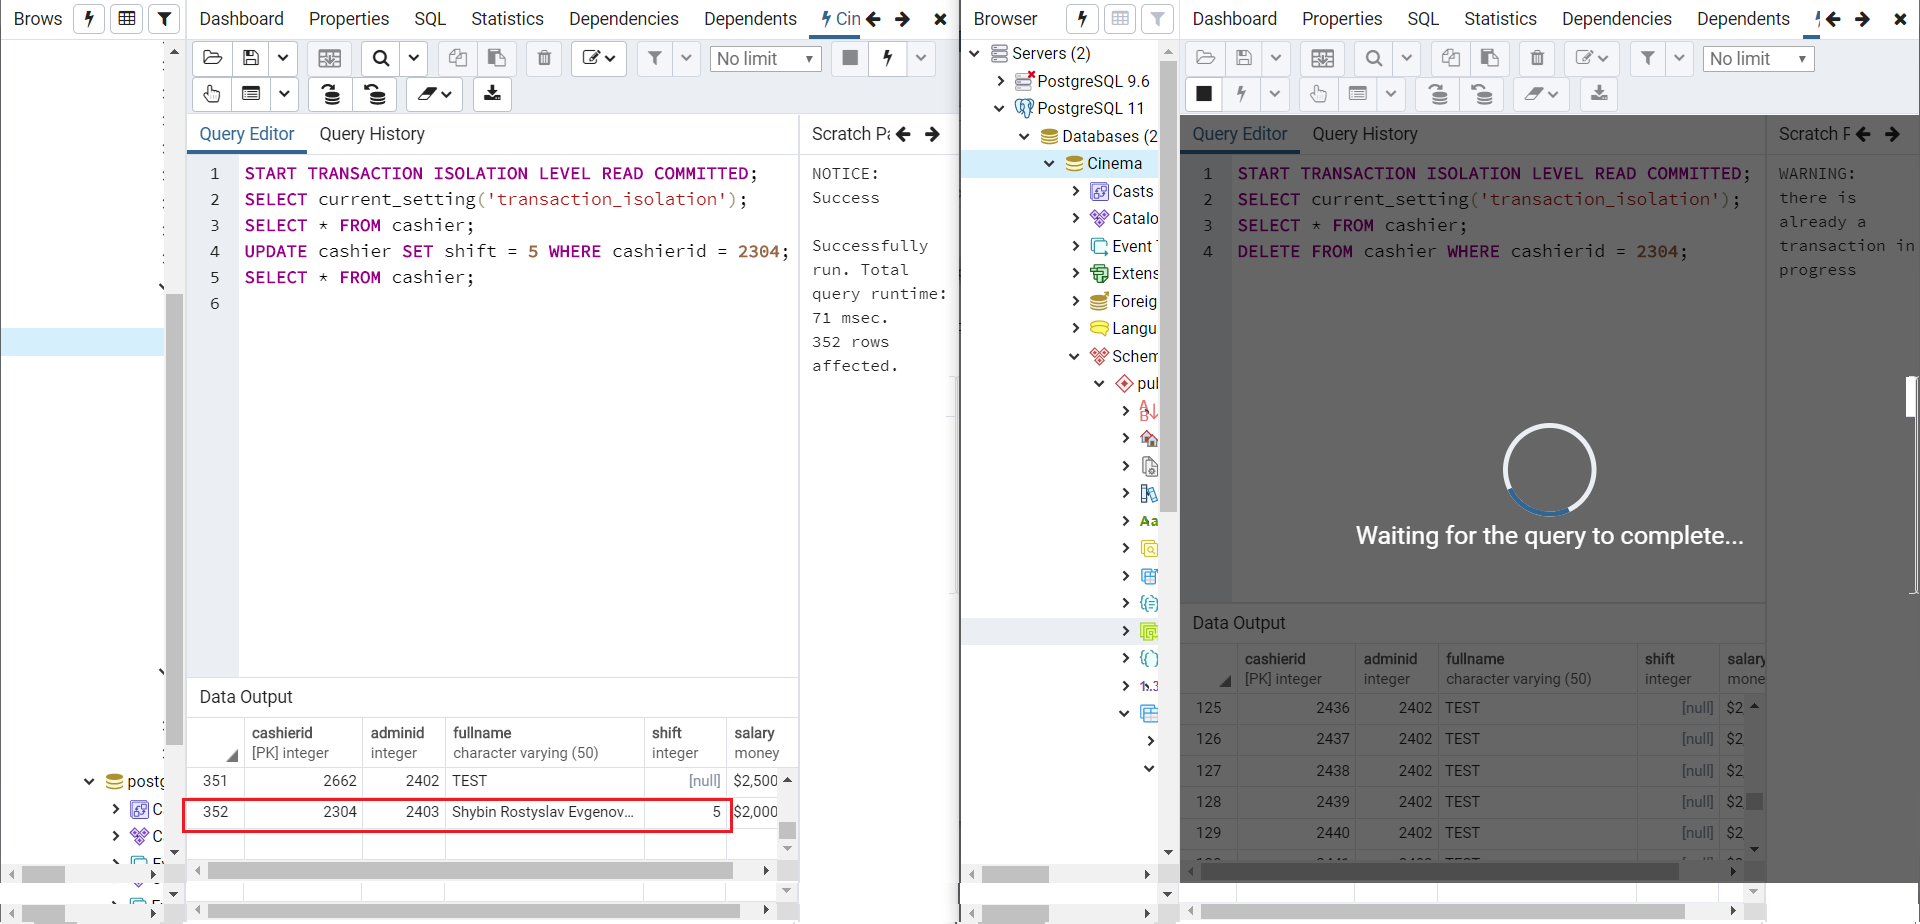 Brows
Dashboard Properties SQL Statistics Dependencies Dependents Cin
No limit
Query Editor Query History
Scratch Pa
1 START TRANSACTION ISOLATION LEVEL READ COMMITTED;
2 SELECT current_setting('transaction_isolation');
3 SELECT * FROM cashier;
4 UPDATE cashier SET shift = 5 WHERE cashierid = 2304;
5 SELECT * FROM cashier;
6
NOTICE:
Success
Successfully
run. Total
query runtime:
71 msec.
352 rows
affected.
Data Output
cashierid adminid fullname shift salary
[PK] integer integer character varying (50) integer money
351 2662 2402 TEST [null] $2,500
352 2304 2403 Shybin Rostyslav Evgenov... 5 $2,000
postg
C
C
Browser
Servers (2)
PostgreSQL 9.6
PostgreSQL 11
Databases (2
Cinema
Casts
Catalo
Event
Extens
Foreig
Langu
Schem
pul
Aa
1..3
Dashboard Properties SQL Statistics Dependencies Dependents
No limit
Query Editor Query History
Scratch F
1 START TRANSACTION ISOLATION LEVEL READ COMMITTED;
2 SELECT current_setting('transaction_isolation');
3 SELECT * FROM cashier;
4 DELETE FROM cashier WHERE cashierid = 2304;
WARNING:
there is
already a
transaction in
progress
Waiting for the query to complete...
Data Output
cashierid adminid fullname shift salary
[PK] integer integer character varying (50) integer mone
125 2436 2402 TEST [null] $2,
126 2437 2402 TEST [null] $2,
127 2438 2402 TEST [null] $2,
128 2439 2402 TEST [null] $2,
129 2440 2402 TEST [null] $2,